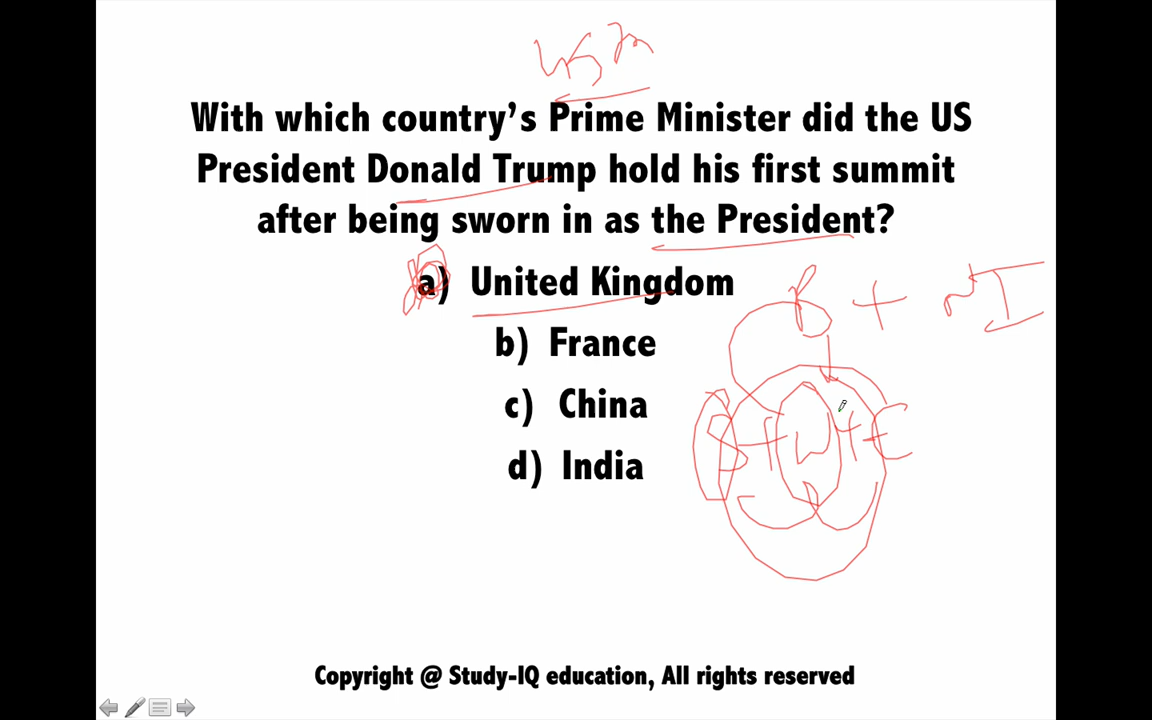 With which country's Prime Minister did the US
President Donald Trump hold his first summit
after being sworn in as the President?
a) United Kingdom
b) France
c) China
d) India
Copyright @ Study-IQ education, All rights reserved